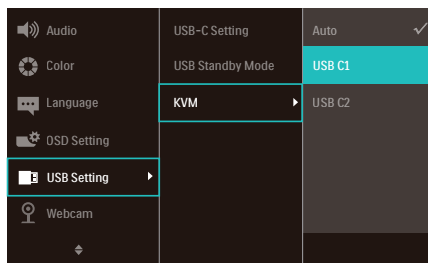 Audio
Color
Language
OSD Setting
USB Setting
Webcam
USB-C Setting
USB Standby Mode
KVM
Auto
USB C1
USB C2